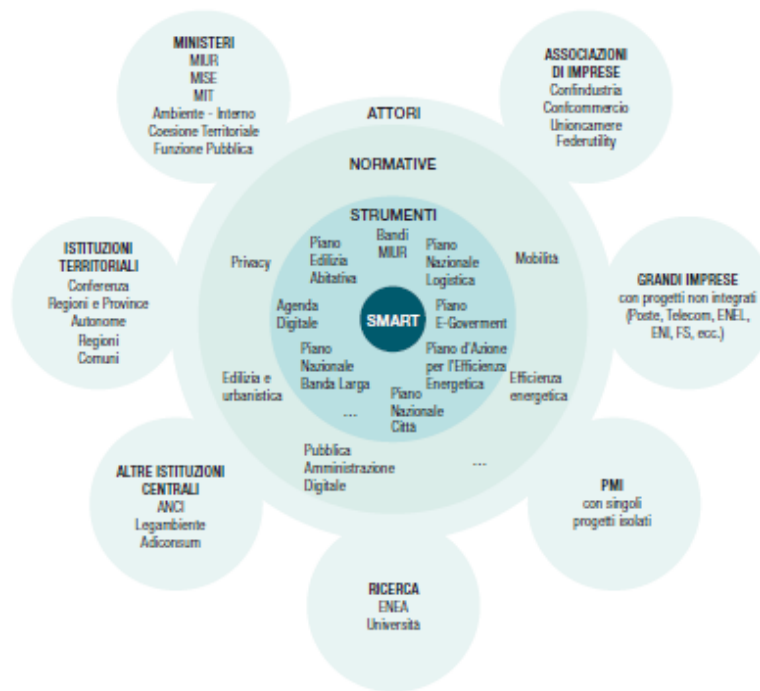 MINISTERI
MIUR
MISE
MIT
Ambiente - Interno
Coesione Territoriale
Funzione Pubblica
ASSOCIAZIONI
DI IMPRESE
Confindustria
Confcommercio
Unioncamere
Federutility
ATTORI
NORMATIVE
STRUMENTI
Bandi
MIUR
Piano
Edilizia
Abitativa
Piano
Nazionale
Logistica
Privacy
Mobilità
ISTITUZIONI
TERRITORIALI
Conferenza
Regioni e Province
Autonome
Regioni
Comuni
GRANDI IMPRESE
con progetti non integrati
(Poste, Telecom, ENEL,
ENI, FS, ecc.)
Agenda
Digitale
SMART
Piano
E-Goverment
Piano
Nazionale
Banda Larga
Piano d'Azione
per l'Efficienza
Energetica
Edilizia e
urbanistica
Efficienza
energetica
...
Piano
Nazionale
Città
Pubblica
Amministrazione
Digitale
...
ALTRE ISTITUZIONI
CENTRALI
ANCI
Legambiente
Adiconsum
PMI
con singoli
progetti isolati
RICERCA
ENEA
Università